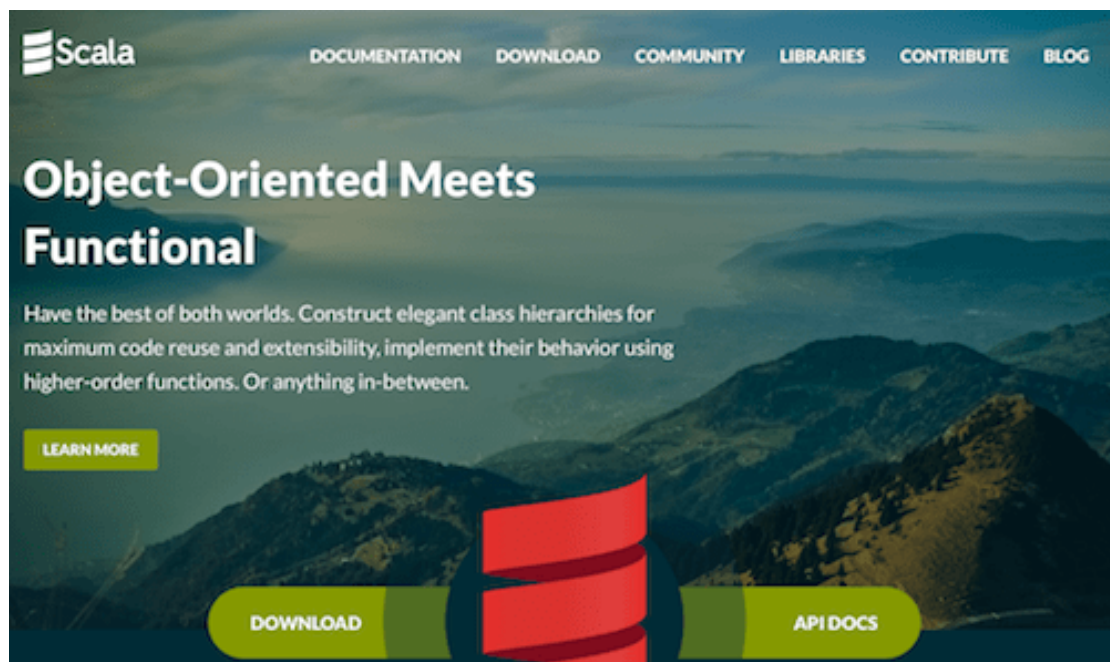 Scala
DOCUMENTATION DOWNLOAD COMMUNITY LIBRARIES CONTRIBUTE BLOG
Object-Oriented Meets
Functional
Have the best of both worlds. Construct elegant class hierarchies for
maximum code reuse and extensibility, implement their behavior using
higher-order functions. Or anything in-between.
LEARN MORE
DOWNLOAD
API DOCS